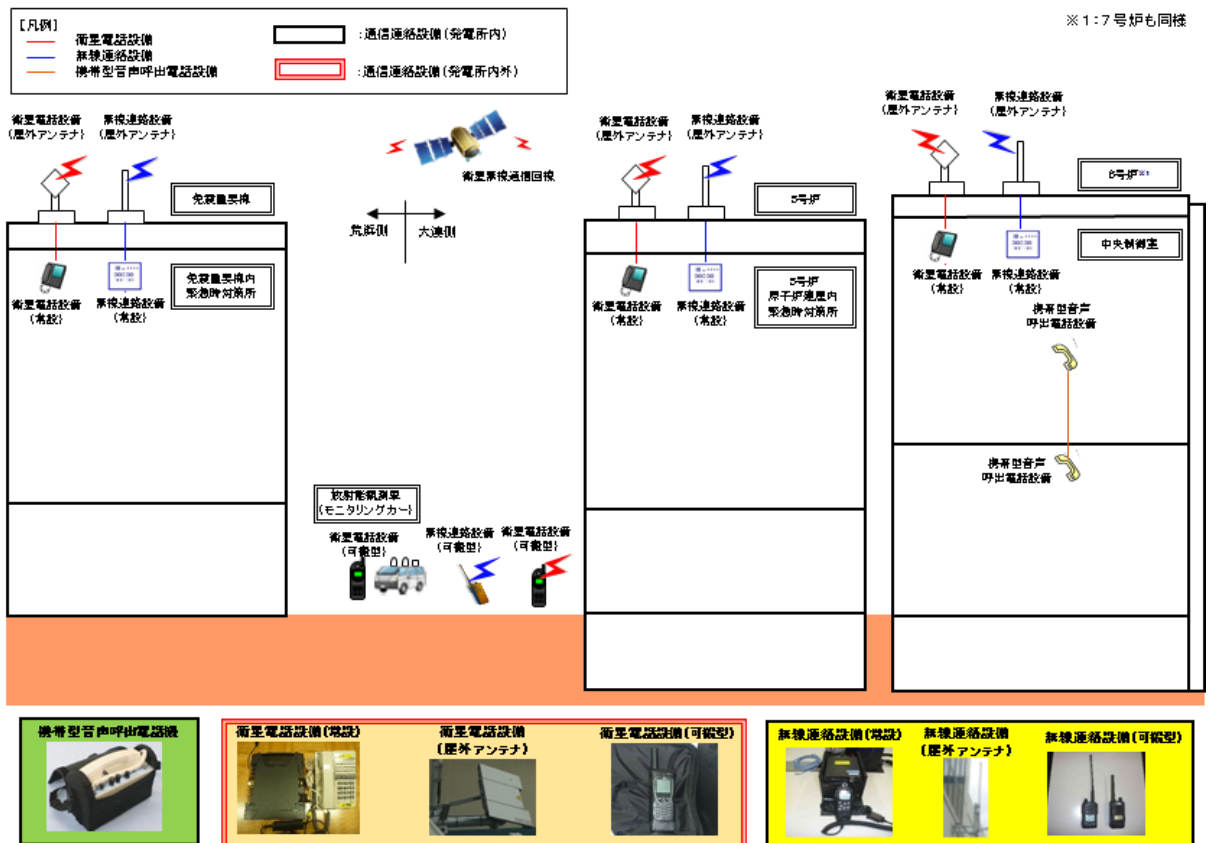 [凡例]
衛星電話設備
無線連絡設備
携帯型音声呼出電話設備
:通信連絡設備(発電所内)
:通信連絡設備(発電所内外)
※1:7号炉も同様
衛星電話設備
(屋外アンテナ)
無線連絡設備
(屋外アンテナ)
免震重要棟
衛星電話設備
(常設)
無線連絡設備
(常設)
免震重要棟内
緊急時対策所
衛星無線通信回線
荒浜側
大湊側
放射能観測車
(モニタリングカー)
衛星電話設備
(可搬型)
無線連絡設備
(可搬型)
衛星電話設備
(可搬型)
衛星電話設備
(屋外アンテナ)
無線連絡設備
(屋外アンテナ)
5号炉
衛星電話設備
(常設)
無線連絡設備
(常設)
5号炉
原子炉建屋内
緊急時対策所
衛星電話設備
(屋外アンテナ)
無線連絡設備
(屋外アンテナ)
6号炉※1
中央制御室
衛星電話設備
(常設)
無線連絡設備
(常設)
携帯型音声
呼出電話設備
携帯型音声
呼出電話設備
携帯型音声呼出電話機
衛星電話設備(常設)
衛星電話設備
(屋外アンテナ)
衛星電話設備(可搬型)
無線連絡設備(常設)
無線連絡設備
(屋外アンテナ)
無線連絡設備(可搬型)